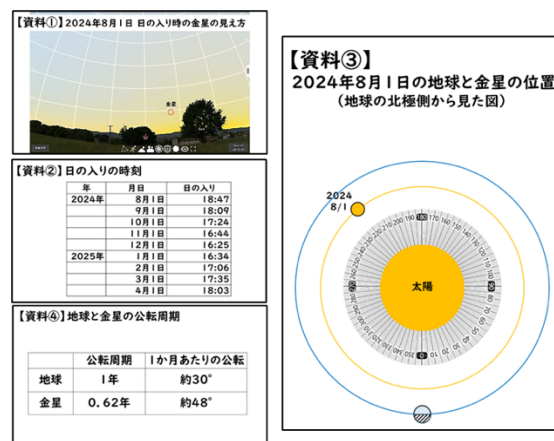 【資料①】2024年8月1日 日の入り時の金星の見え方
金星
【資料②】日の入りの時刻
年 月日 日の入り
2024年 8月1日 18:47
9月1日 18:09
10月1日 17:24
11月1日 16:44
12月1日 16:25
2025年 1月1日 16:34
2月1日 17:06
3月1日 17:35
4月1日 18:03
【資料④】地球と金星の公転周期
公転周期 1か月あたりの公転
地球 1年 約30°
金星 0.62年 約48°
【資料③】
2024年8月1日の地球と金星の位置
(地球の北極側から見た図)
2024
8/1
180
太陽
0